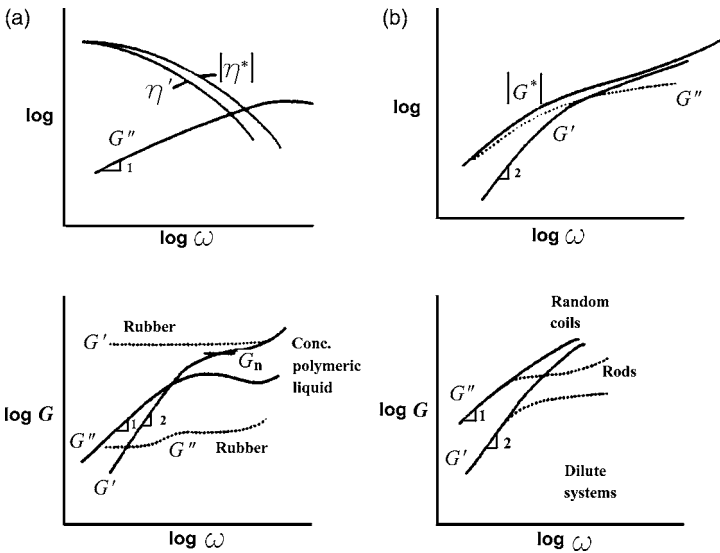 (a)
|η*|
η'
log
G″
1
log ω
(b)
|G*|
G″
log
G'
2
log ω
Rubber
G'
Conc.
polymeric
liquid
Gn
log G
1
2
G″
G″
Rubber
G'
log ω
Random
coils
Rods
G″
1
log G
2
G'
Dilute
systems
log ω